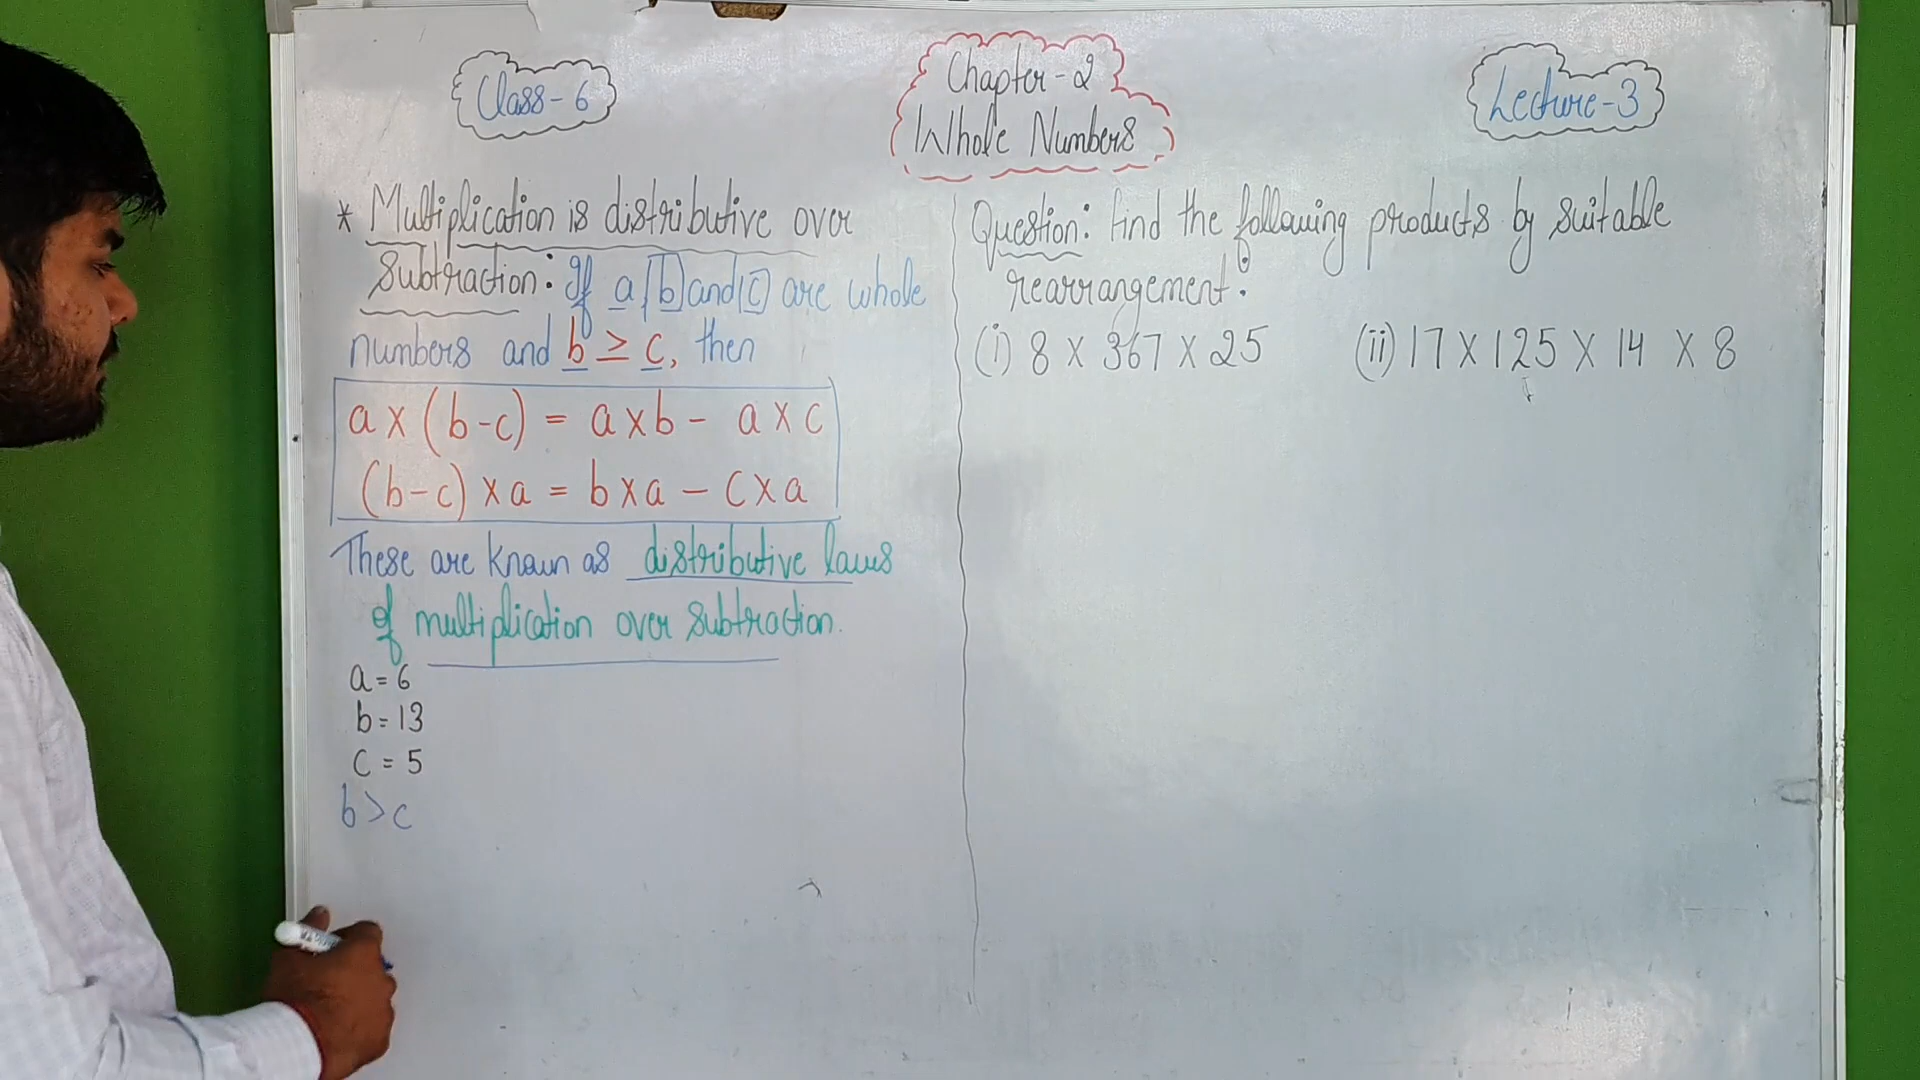 Class-6
Chapter-2
Whole Numbers
Lecture-3
* Multiplication is distributive over
Subtraction: If a, b and c are whole
numbers and b ≥ c, then
a × (b-c) = a×b - a×c
(b-c) × a = b×a - c×a
These are known as distributive laws
of multiplication over subtraction.
a = 6
b = 13
c = 5
b > c
Question: find the following products by suitable
rearrangement:
(i) 8 × 367 × 25 (ii) 17 × 125 × 14 × 8